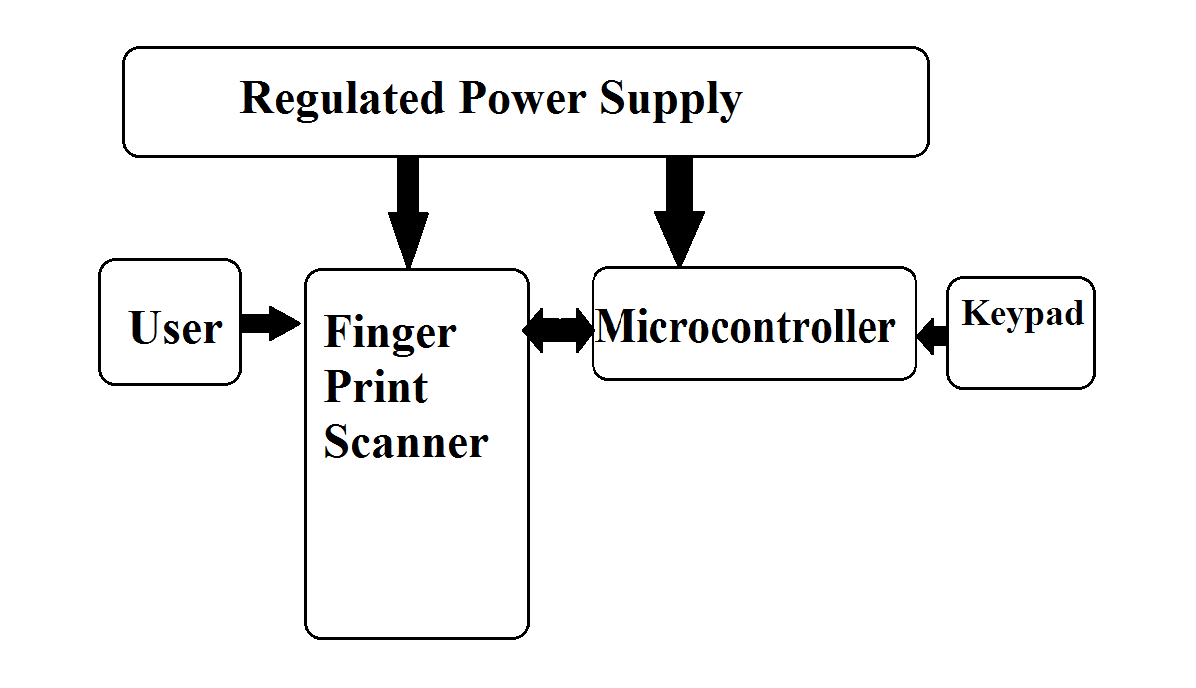 Regulated Power Supply
User
Finger
Print
Scanner
Microcontroller
Keypad